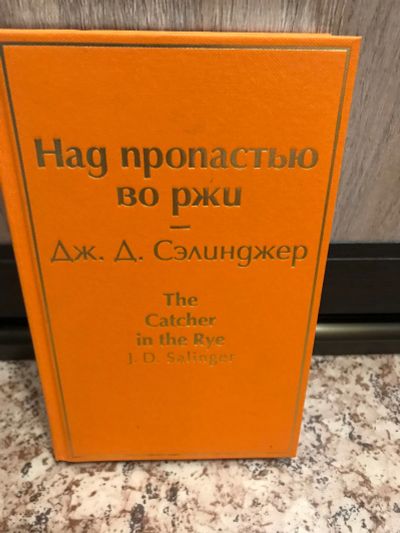 Над пропастью
во ржи
Дж. Д. Сэлинджер
The
Catcher
in the Rye
J. D. Salinger